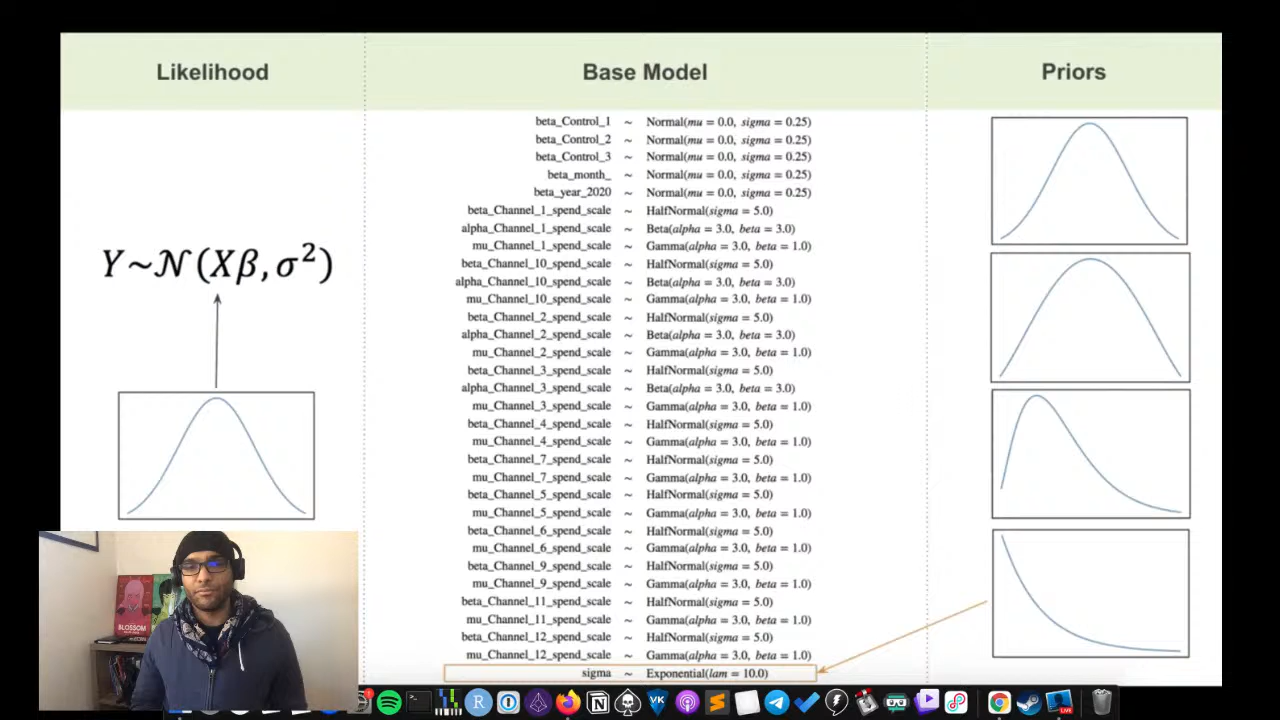 Likelihood
Base Model
Priors
Y~𝒩(Xβ, σ²)
beta_Control_1 ~ Normal(mu = 0.0, sigma = 0.25)
beta_Control_2 ~ Normal(mu = 0.0, sigma = 0.25)
beta_Control_3 ~ Normal(mu = 0.0, sigma = 0.25)
beta_month_ ~ Normal(mu = 0.0, sigma = 0.25)
beta_year_2020 ~ Normal(mu = 0.0, sigma = 0.25)
beta_Channel_1_spend_scale ~ HalfNormal(sigma = 5.0)
alpha_Channel_1_spend_scale ~ Beta(alpha = 3.0, beta = 3.0)
mu_Channel_1_spend_scale ~ Gamma(alpha = 3.0, beta = 1.0)
beta_Channel_10_spend_scale ~ HalfNormal(sigma = 5.0)
alpha_Channel_10_spend_scale ~ Beta(alpha = 3.0, beta = 3.0)
mu_Channel_10_spend_scale ~ Gamma(alpha = 3.0, beta = 1.0)
beta_Channel_2_spend_scale ~ HalfNormal(sigma = 5.0)
alpha_Channel_2_spend_scale ~ Beta(alpha = 3.0, beta = 3.0)
mu_Channel_2_spend_scale ~ Gamma(alpha = 3.0, beta = 1.0)
beta_Channel_3_spend_scale ~ HalfNormal(sigma = 5.0)
alpha_Channel_3_spend_scale ~ Beta(alpha = 3.0, beta = 3.0)
mu_Channel_3_spend_scale ~ Gamma(alpha = 3.0, beta = 1.0)
beta_Channel_4_spend_scale ~ HalfNormal(sigma = 5.0)
mu_Channel_4_spend_scale ~ Gamma(alpha = 3.0, beta = 1.0)
beta_Channel_7_spend_scale ~ HalfNormal(sigma = 5.0)
mu_Channel_7_spend_scale ~ Gamma(alpha = 3.0, beta = 1.0)
beta_Channel_5_spend_scale ~ HalfNormal(sigma = 5.0)
mu_Channel_5_spend_scale ~ Gamma(alpha = 3.0, beta = 1.0)
beta_Channel_6_spend_scale ~ HalfNormal(sigma = 5.0)
mu_Channel_6_spend_scale ~ Gamma(alpha = 3.0, beta = 1.0)
beta_Channel_9_spend_scale ~ HalfNormal(sigma = 5.0)
mu_Channel_9_spend_scale ~ Gamma(alpha = 3.0, beta = 1.0)
beta_Channel_11_spend_scale ~ HalfNormal(sigma = 5.0)
mu_Channel_11_spend_scale ~ Gamma(alpha = 3.0, beta = 1.0)
beta_Channel_12_spend_scale ~ HalfNormal(sigma = 5.0)
mu_Channel_12_spend_scale ~ Gamma(alpha = 3.0, beta = 1.0)
sigma ~ Exponential(lam = 10.0)
BLOSSOM